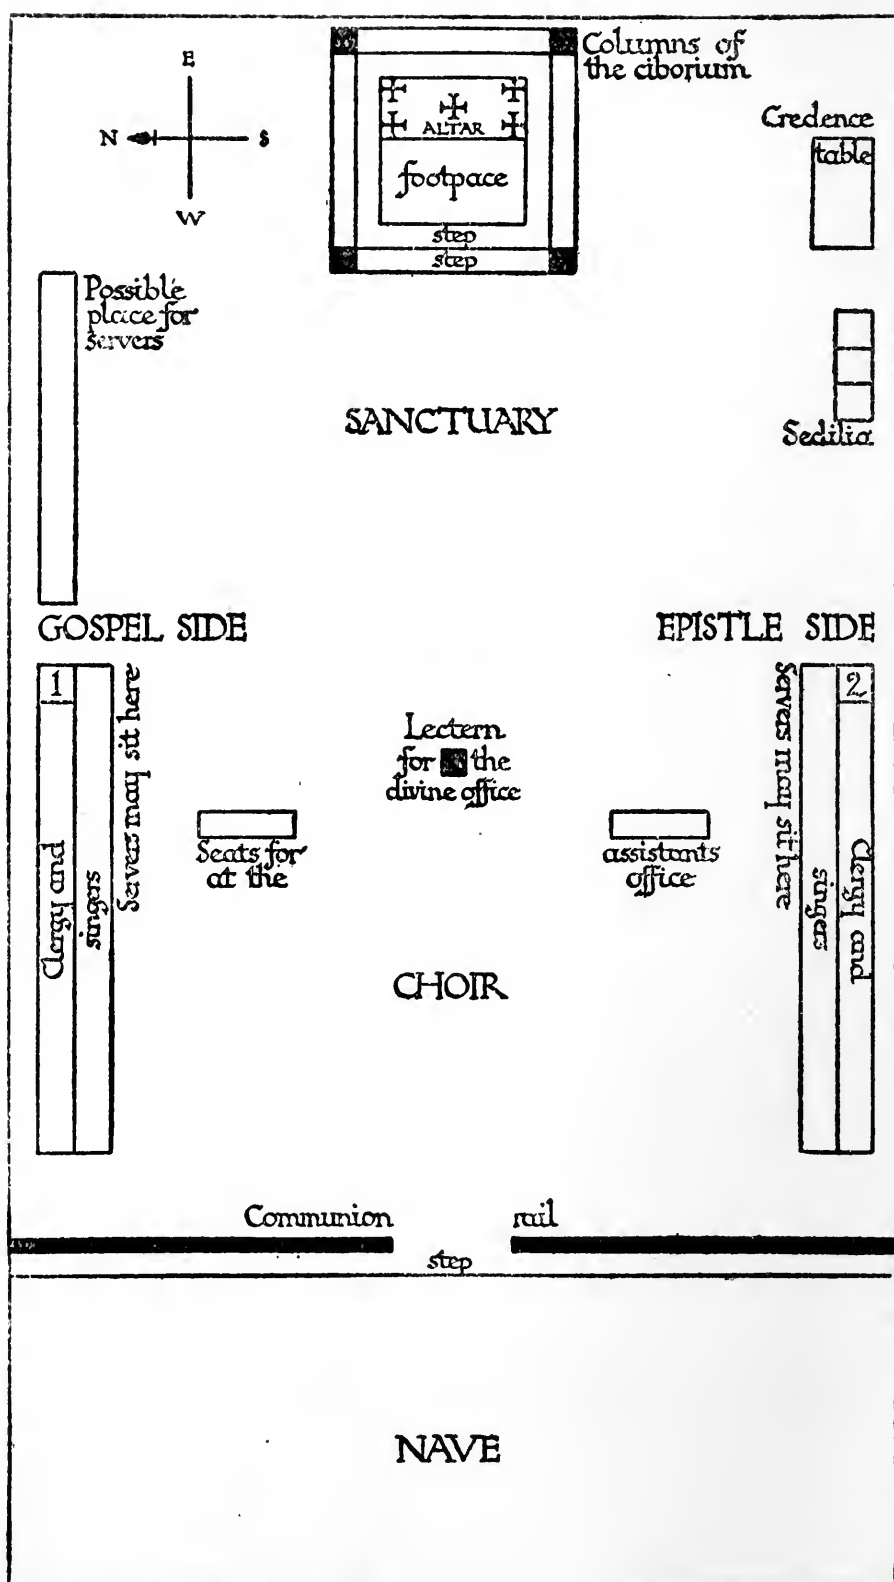 E
N S
W
Columns of
the ciborium
ALTAR
footpace
step
step
Credence
table
Possible
place for
servers
SANCTUARY
Sedilia
GOSPEL SIDE
EPISTLE SIDE
1
Clergy and
singers
Servers may sit here
Lectern
for the
divine office
Seats for
at the
assistants
office
Servers may sit here
singers
2
Clergy and
CHOIR
Communion rail
step
NAVE